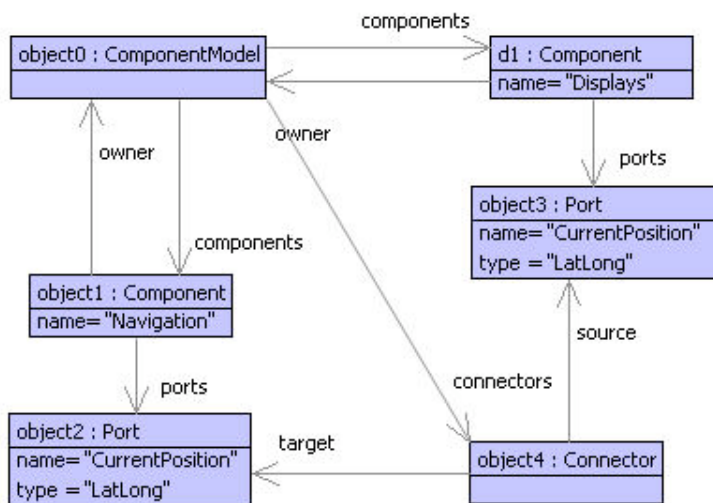 components
object0 : ComponentModel
d1 : Component
name= "Displays"
owner
owner
ports
object3 : Port
name= "CurrentPosition"
type = "LatLong"
components
object1 : Component
name= "Navigation"
source
ports
connectors
object2 : Port
name= "CurrentPosition"
type = "LatLong"
target
object4 : Connector